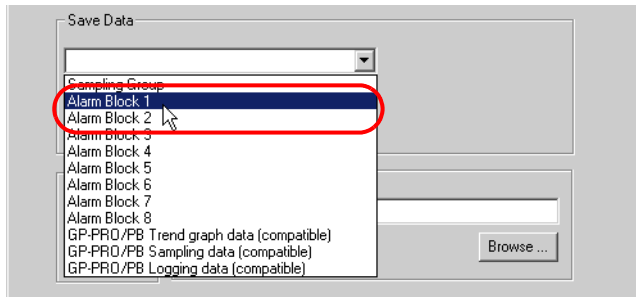 Save Data
Sampling Group
Alarm Block 1
Alarm Block 2
Alarm Block 3
Alarm Block 4
Alarm Block 5
Alarm Block 6
Alarm Block 7
Alarm Block 8
GP-PRO/PB Trend graph data (compatible)
GP-PRO/PB Sampling data (compatible)
GP-PRO/PB Logging data (compatible)
Browse ...